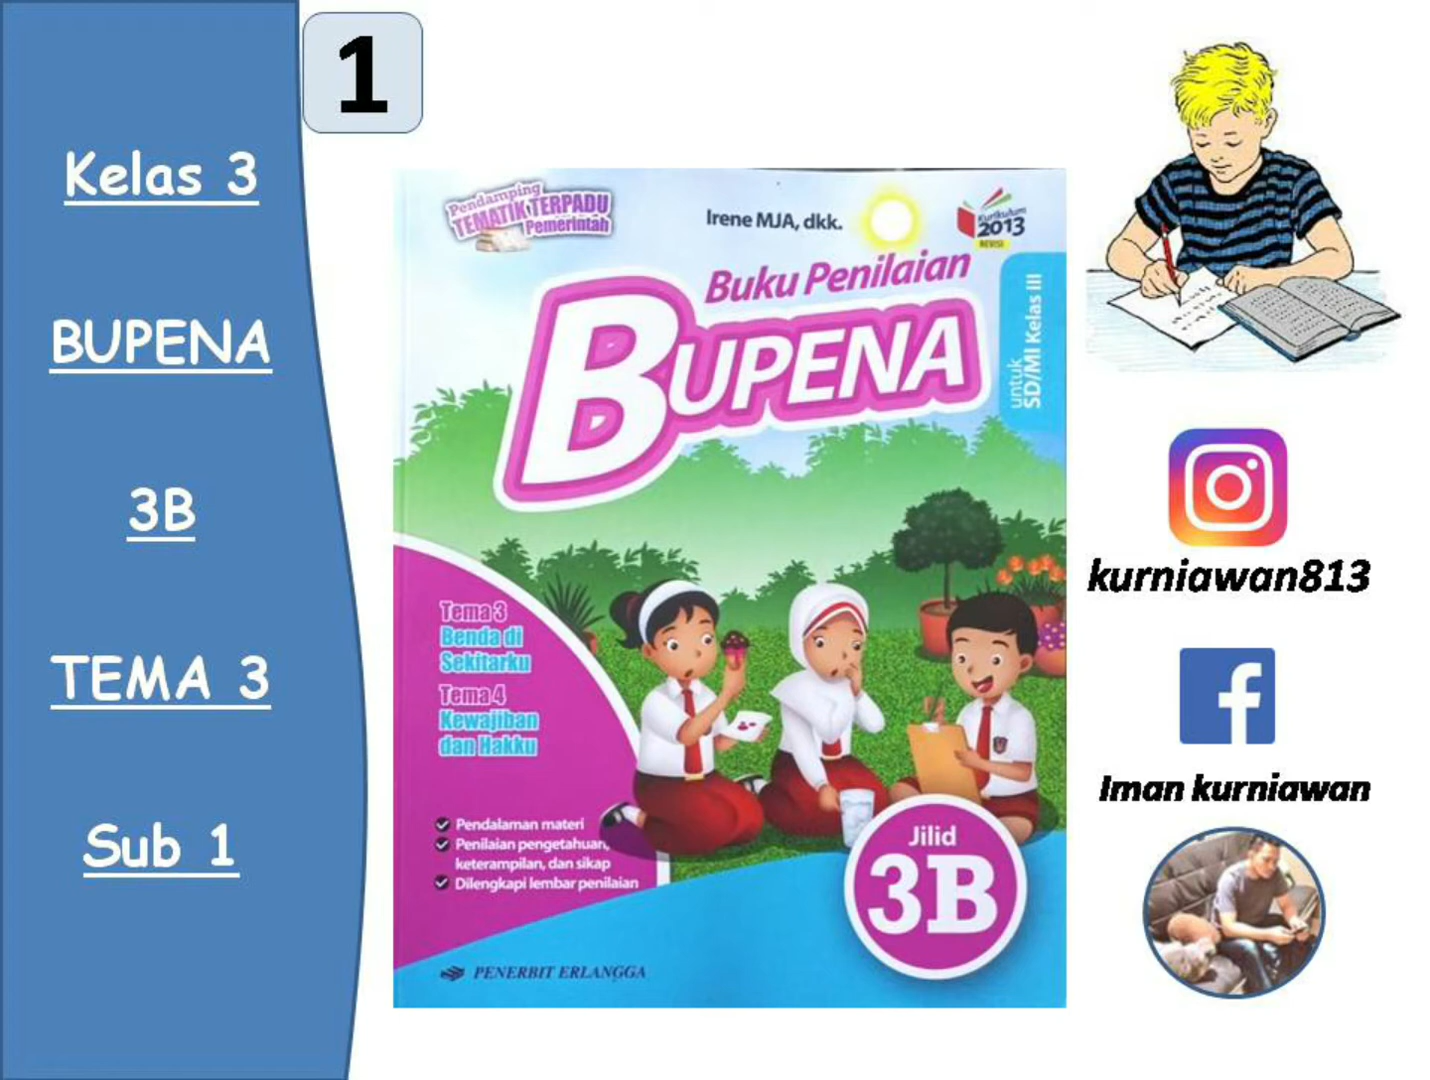 1
Kelas 3
BUPENA
3B
TEMA 3
Sub 1
Pendamping
TEMATIK TERPADU
Pemerintah
Irene MJA, dkk.
Kurikulum
2013
REVISI
Buku Penilaian
BUPENA
untuk
SD/MI Kelas III
Tema 3
Benda di
Sekitarku
Tema 4
Kewajiban
dan Hakku
Pendalaman materi
Penilaian pengetahuan,
keterampilan, dan sikap
Dilengkapi lembar penilaian
Jilid
3B
PENERBIT ERLANGGA
kurniawan813
f
Iman kurniawan